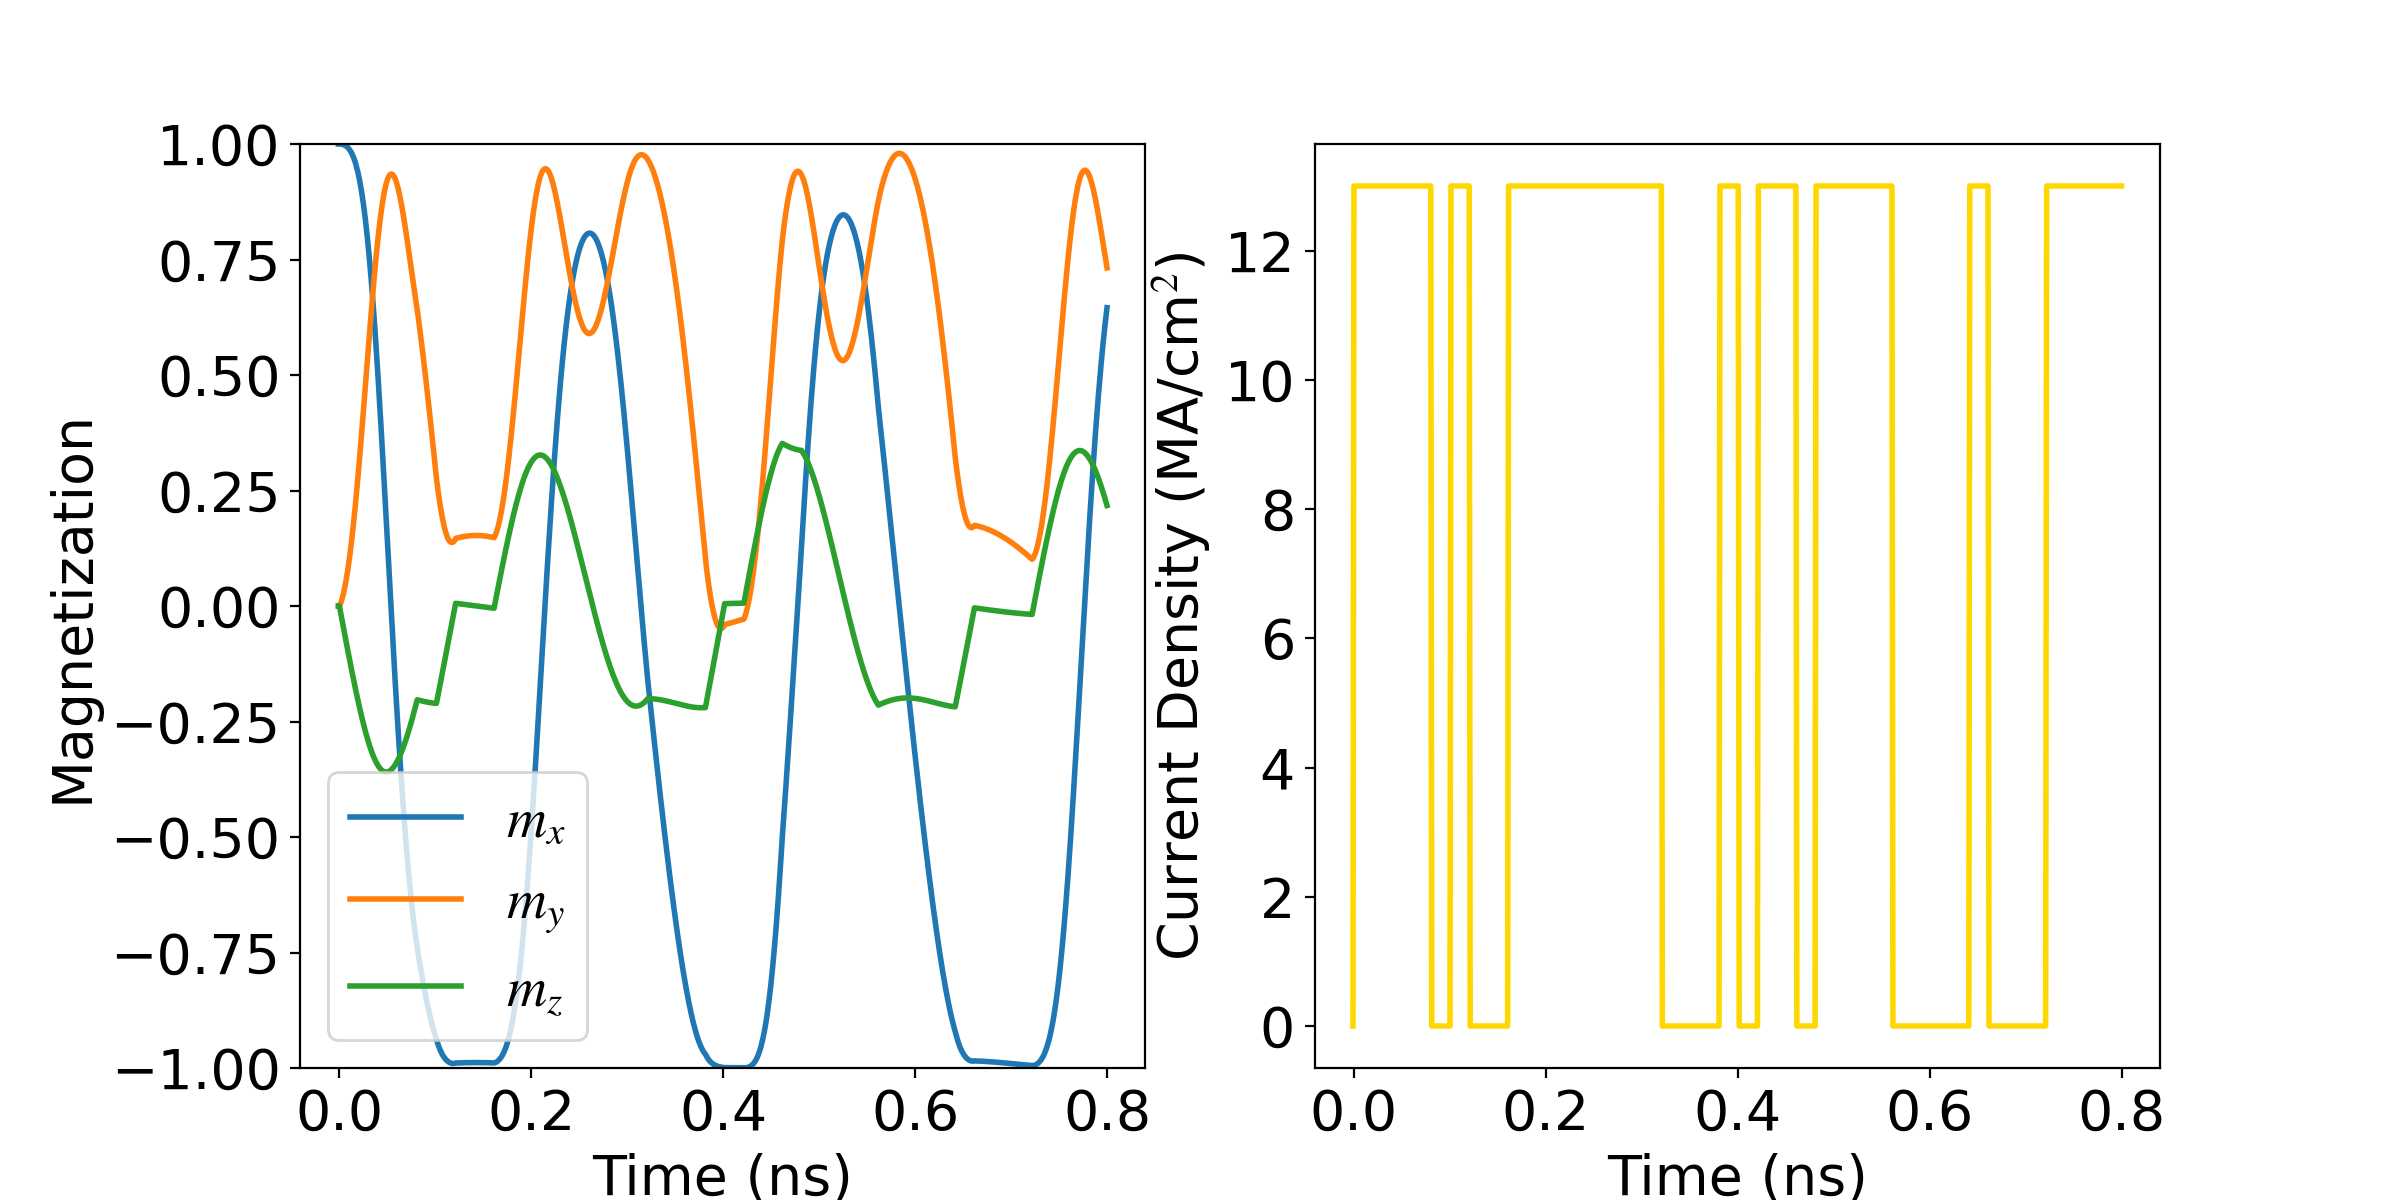 1.00
0.75
0.50
0.25
0.00
−0.25
−0.50
−0.75
−1.00
Magnetization
m_x
m_y
m_z
0.0 0.2 0.4 0.6 0.8
Time (ns)
12
10
8
6
4
2
0
Current Density (MA/cm²)
0.0 0.2 0.4 0.6 0.8
Time (ns)